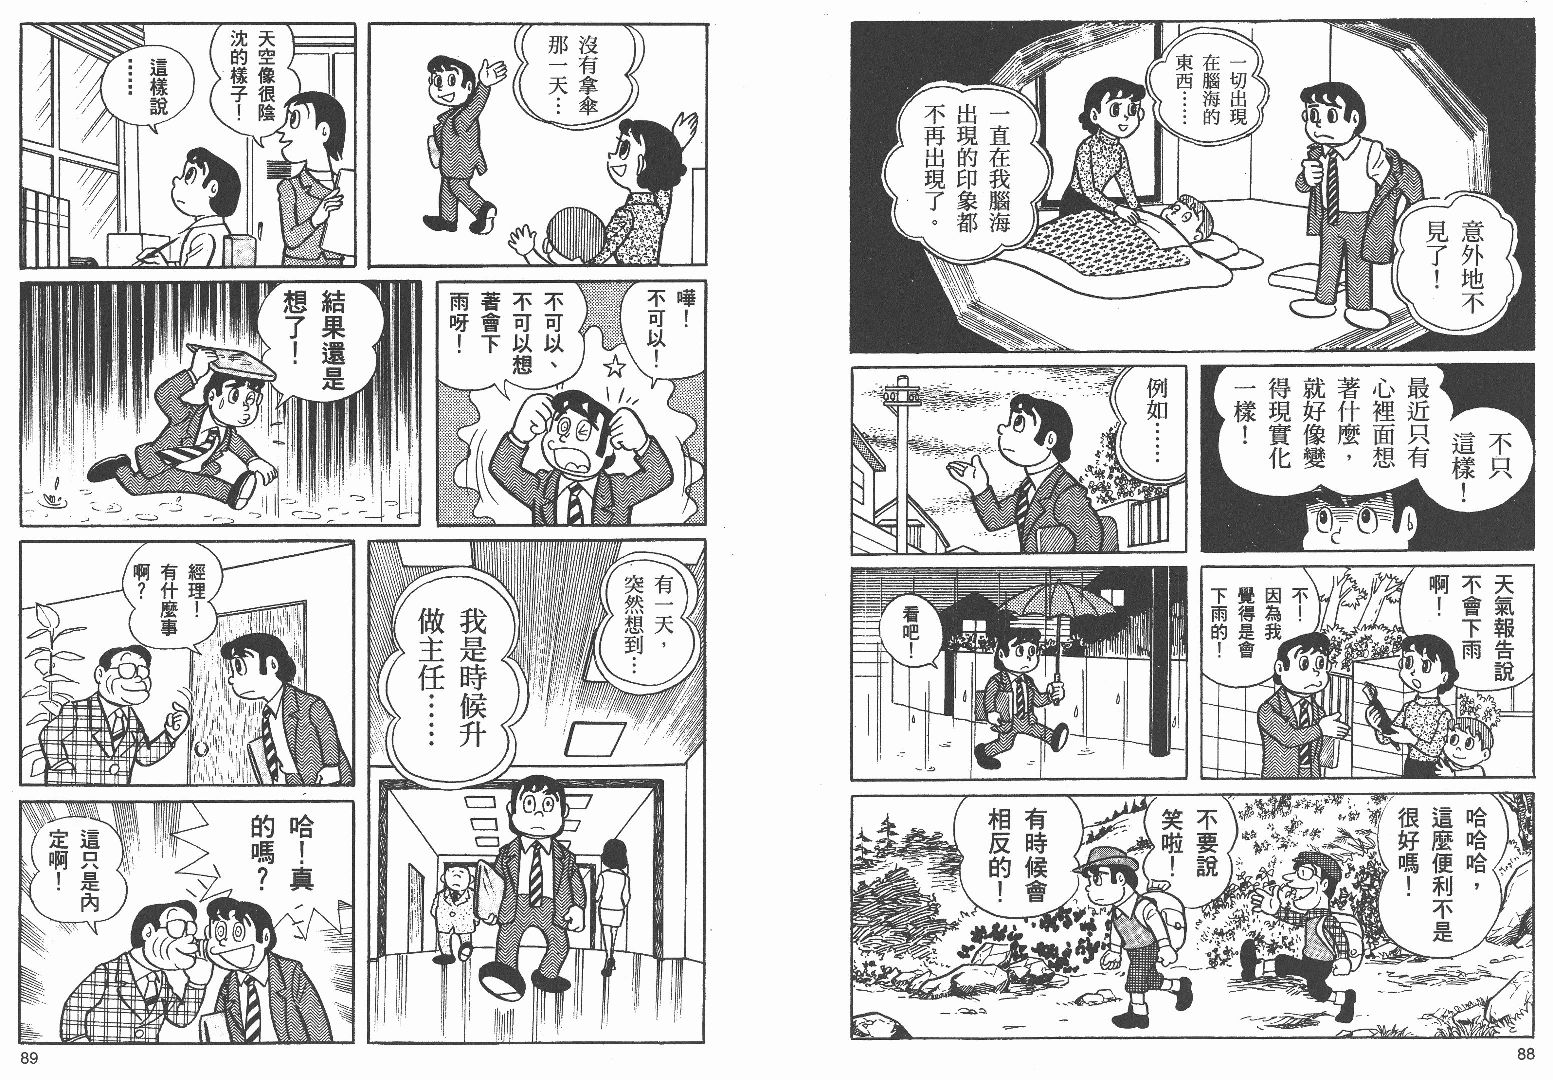 意外地不
見了！
一切出現
在腦海的
東西……
一直在我腦海
出現的印象都
不再出現了。
不只
這樣！
最近只有
心裡面想
著什麼，
就好像變
得現實化
一樣！
例如……
天氣報告說
不會下雨
啊！
不！
因為我
覺得是會
下雨的！
看吧！
哈哈哈，
這麼便利不是
很好嗎！
不要說
笑啦！
有時候會
相反的！
88
沒有拿傘
那一天…
天空像很陰
沈的樣子！
這樣說
……
嘩！
不可以！
不可以、
不可以想
著會下
雨呀！
結果還是
想了！
有一天，
突然想到…
我是時候升
做主任……
經理！
有什麼事
啊？
哈！真
的嗎？
這只是內
定啊！
89